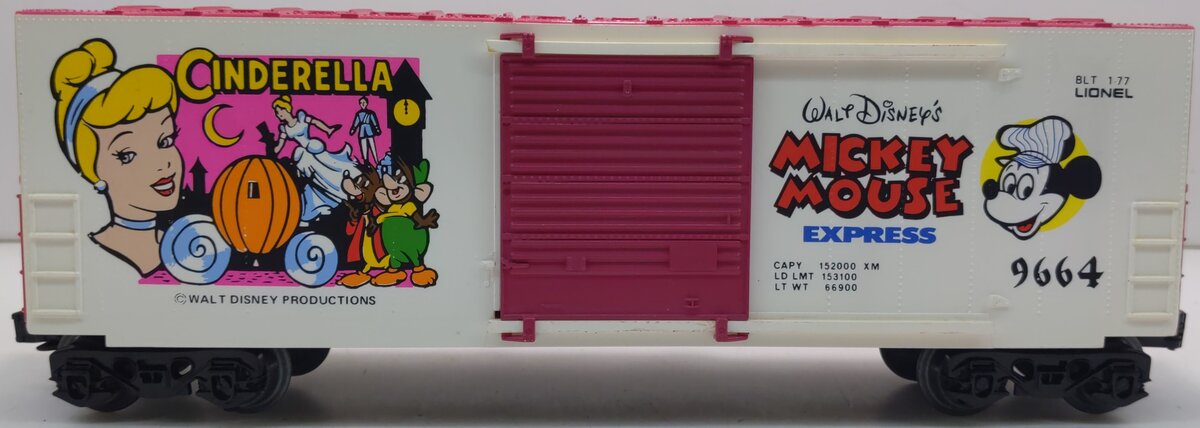 CINDERELLA
©WALT DISNEY PRODUCTIONS
WALT DISNEY'S
MICKEY
MOUSE
EXPRESS
CAPY 152000 XM
LD LMT 153100
LT WT 66900
BLT 1-77
LIONEL
9664